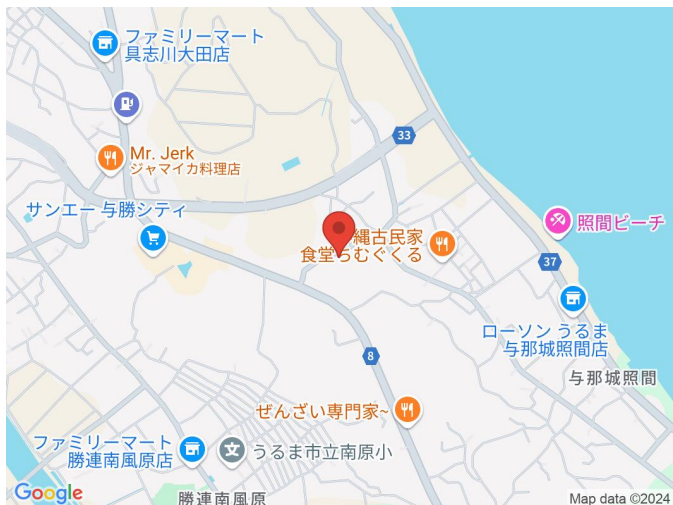 ファミリーマート
具志川大田店
33
Mr. Jerk
ジャマイカ料理店
サンエー 与勝シティ
照間ビーチ
縄古民家
食堂ちむぐくる
37
ローソン うるま
与那城照間店
8
与那城照間
ぜんざい専門家~
ファミリーマート
勝連南風原店
うるま市立南原小
勝連南風原
Google
Map data ©2024